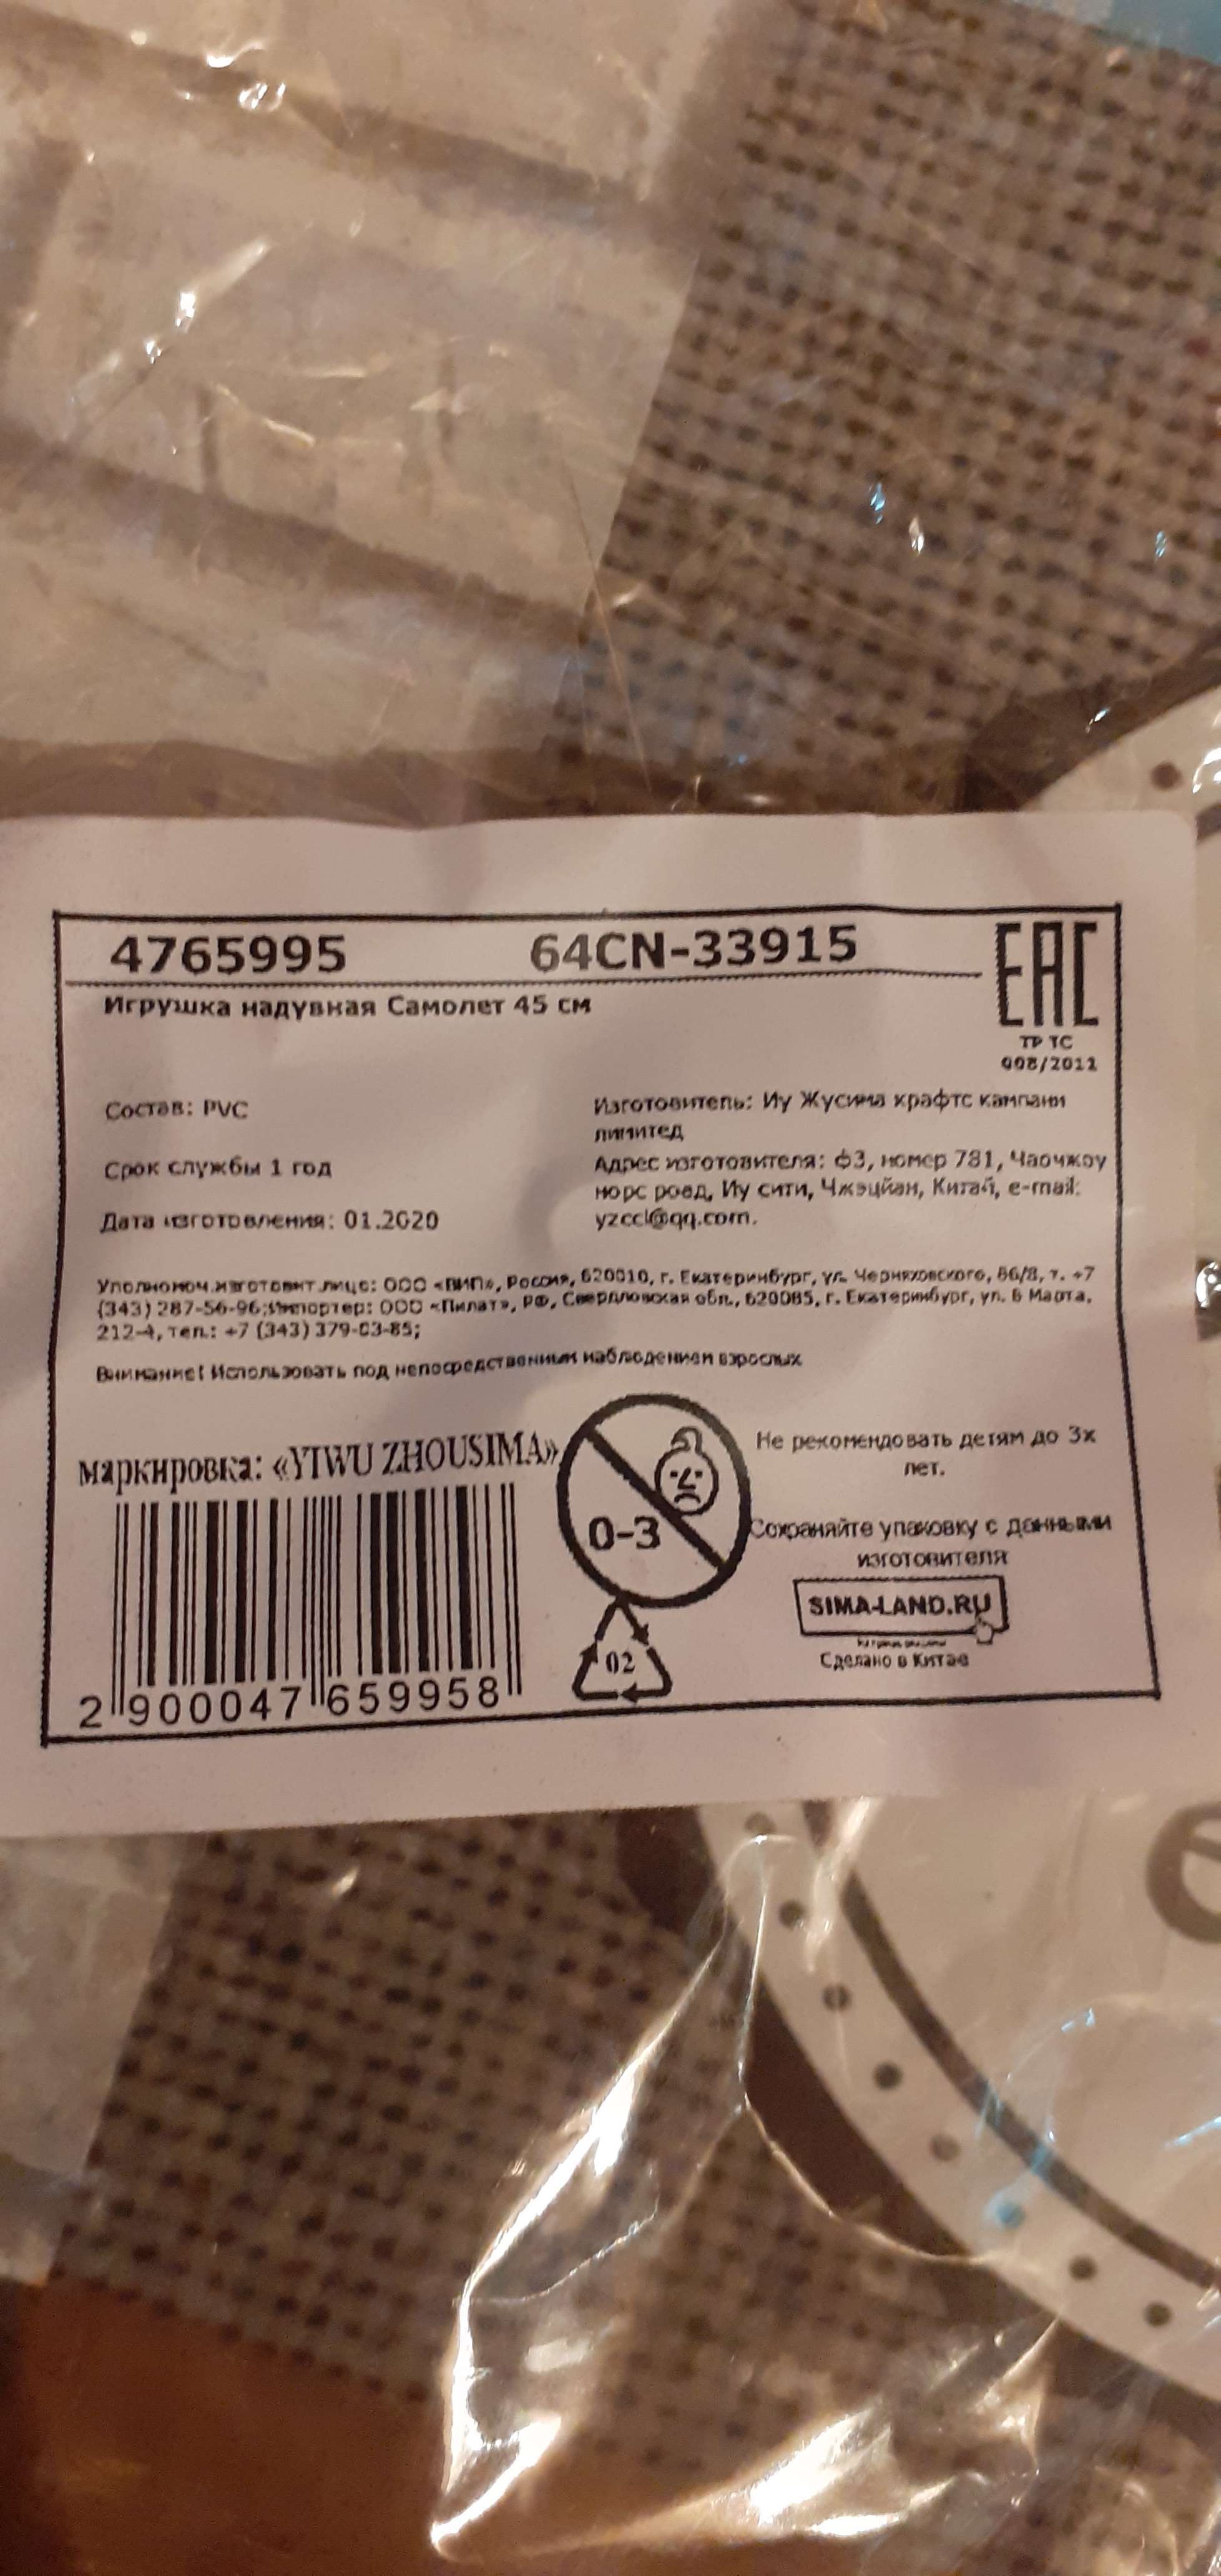 4765995 64CN-33915
EAC
ТР ТС
008/2011
Игрушка надувная Самолет 45 см
Состав: PVC
Срок службы 1 год
Дата изготовления: 01.2020
Изготовитель: Иу Жусима крафтс кампани
лимитед
Адрес изготовителя: ф3, номер 781, Чаочжоу
норс роад, Иу сити, Чжэцйан, Китай, e-mail:
yzccl@qq.com.
Уполномоч.изготовит.лицо: ООО «ВИП», Россия, 620010, г. Екатеринбург, ул. Черняховского, 86/8, т. +7
(343) 287-56-96;Импортер: ООО «Пилат», РФ, Свердловская обл., 620085, г. Екатеринбург, ул. 8 Марта,
212-4, тел.: +7 (343) 379-03-85;
Внимание! Использовать под непосредственным наблюдением взрослых
маркировка: «YIWU ZHOUSIMA»
0-3
Не рекомендовать детям до 3х
лет.
Сохраняйте упаковку с данными
изготовителя
SIMA-LAND.RU
Сделано в Китае
02
2 900047 659958